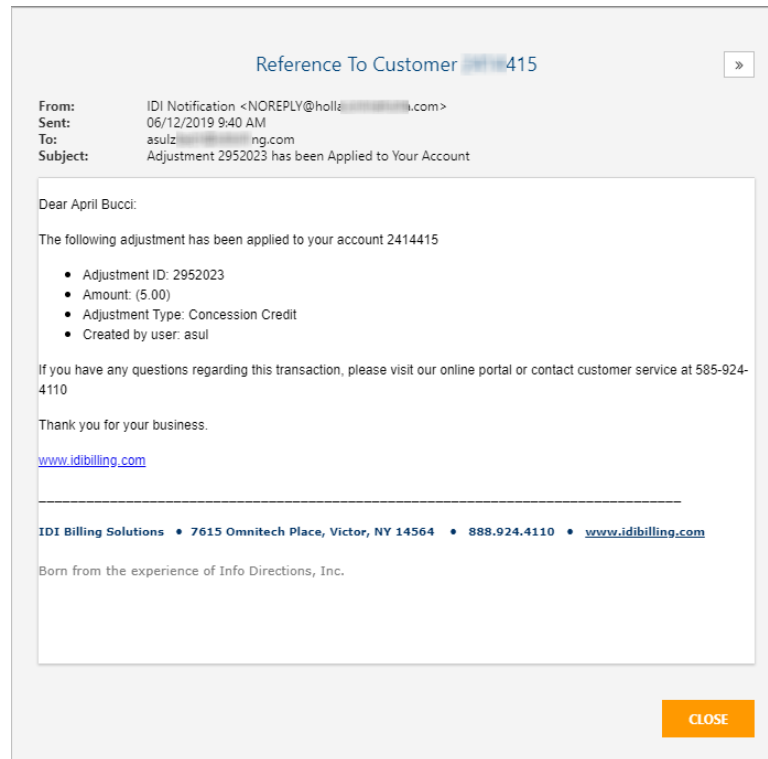 Reference To Customer 415
»
From: IDI Notification <NOREPLY@holla .com>
Sent: 06/12/2019 9:40 AM
To: asulz ng.com
Subject: Adjustment 2952023 has been Applied to Your Account
Dear April Bucci:
The following adjustment has been applied to your account 2414415
• Adjustment ID: 2952023
• Amount: (5.00)
• Adjustment Type: Concession Credit
• Created by user: asul
If you have any questions regarding this transaction, please visit our online portal or contact customer service at 585-924-
4110
Thank you for your business.
www.idibilling.com
IDI Billing Solutions • 7615 Omnitech Place, Victor, NY 14564 • 888.924.4110 • www.idibilling.com
Born from the experience of Info Directions, Inc.
CLOSE